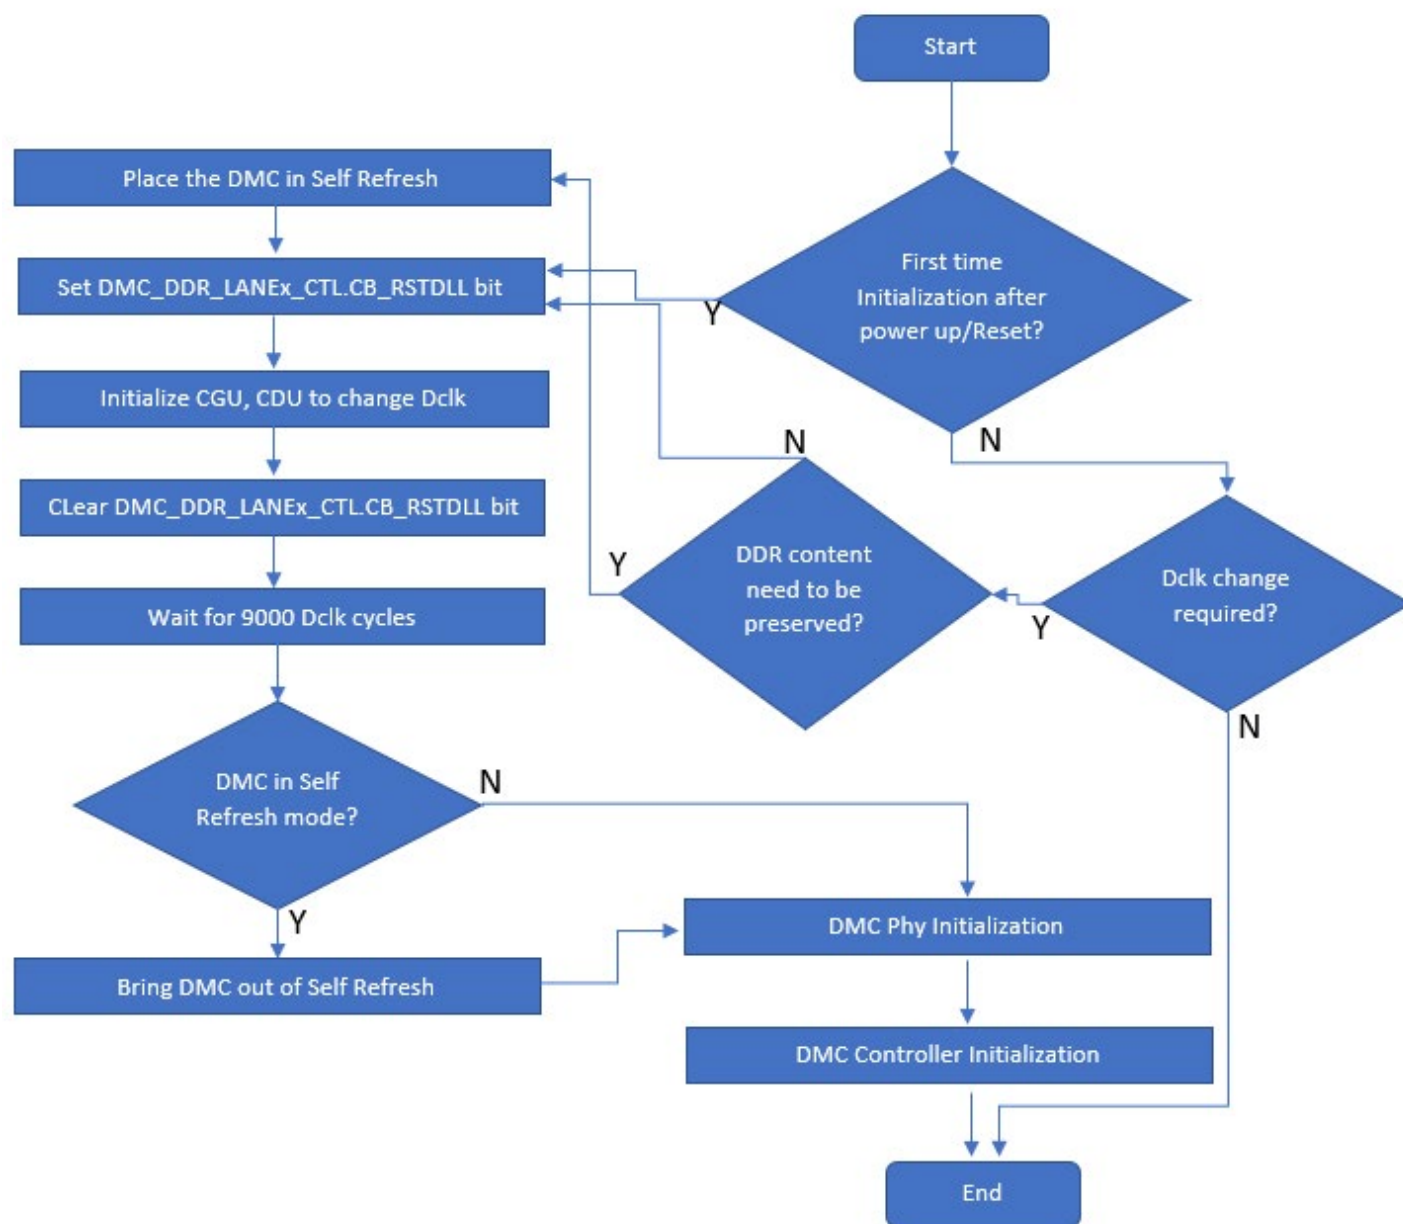 Start
Place the DMC in Self Refresh
First time
Initialization after
power up/Reset?
Set DMC_DDR_LANEx_CTL.CB_RSTDLL bit
Y
Initialize CGU, CDU to change Dclk
N
N
CLear DMC_DDR_LANEx_CTL.CB_RSTDLL bit
DDR content
need to be
preserved?
Y
Dclk change
required?
Y
Wait for 9000 Dclk cycles
N
DMC in Self
Refresh mode?
N
Y
DMC Phy Initialization
Bring DMC out of Self Refresh
DMC Controller Initialization
End